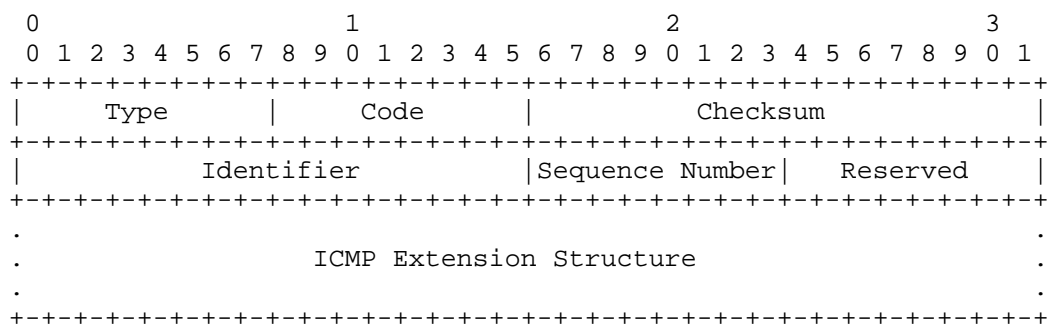 0                   1                   2                   3
 0 1 2 3 4 5 6 7 8 9 0 1 2 3 4 5 6 7 8 9 0 1 2 3 4 5 6 7 8 9 0 1
+-+-+-+-+-+-+-+-+-+-+-+-+-+-+-+-+-+-+-+-+-+-+-+-+-+-+-+-+-+-+-+-+
|     Type      |     Code      |          Checksum             |
+-+-+-+-+-+-+-+-+-+-+-+-+-+-+-+-+-+-+-+-+-+-+-+-+-+-+-+-+-+-+-+-+
|           Identifier          |Sequence Number|   Reserved    |
+-+-+-+-+-+-+-+-+-+-+-+-+-+-+-+-+-+-+-+-+-+-+-+-+-+-+-+-+-+-+-+-+
.                                                               .
.                  ICMP Extension Structure                     .
.                                                               .
+-+-+-+-+-+-+-+-+-+-+-+-+-+-+-+-+-+-+-+-+-+-+-+-+-+-+-+-+-+-+-+-+